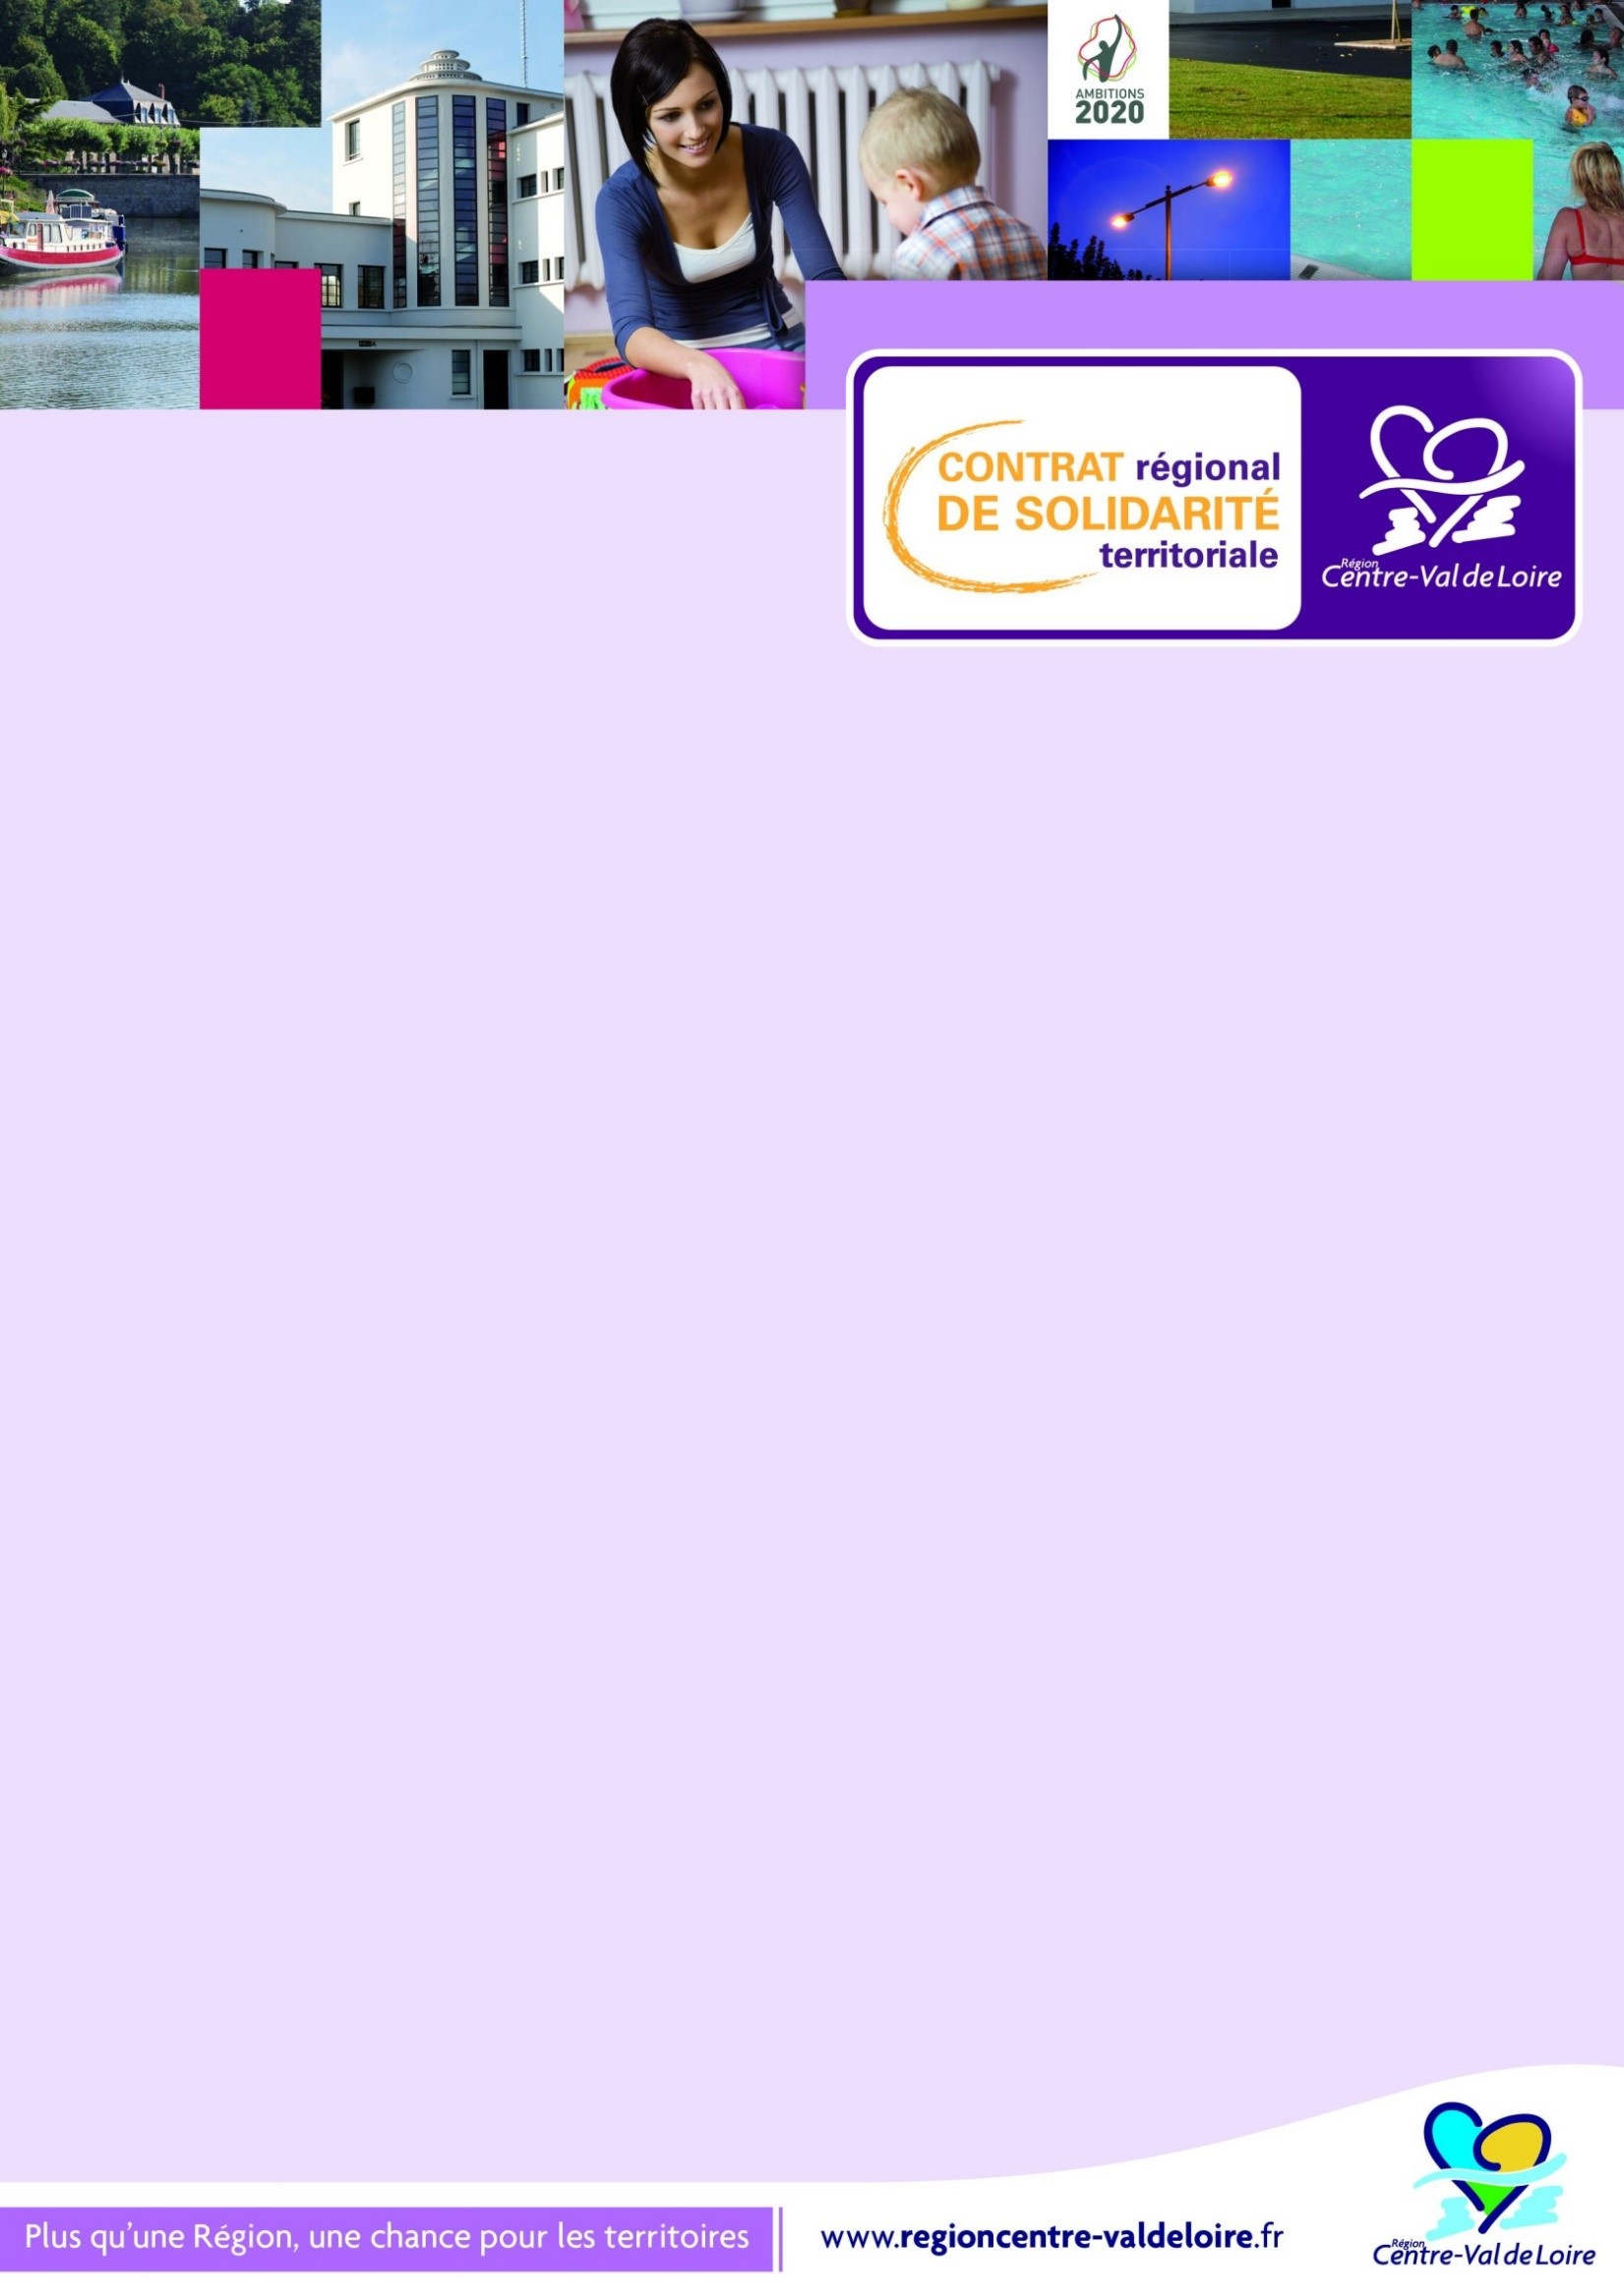 AMBITIONS
2020
CONTRAT régional
DE SOLIDARITÉ
territoriale
Région
Centre-Val de Loire
Plus qu'une Région, une chance pour les territoires
www.regioncentre-valdeloire.fr
Région
Centre-Val de Loire